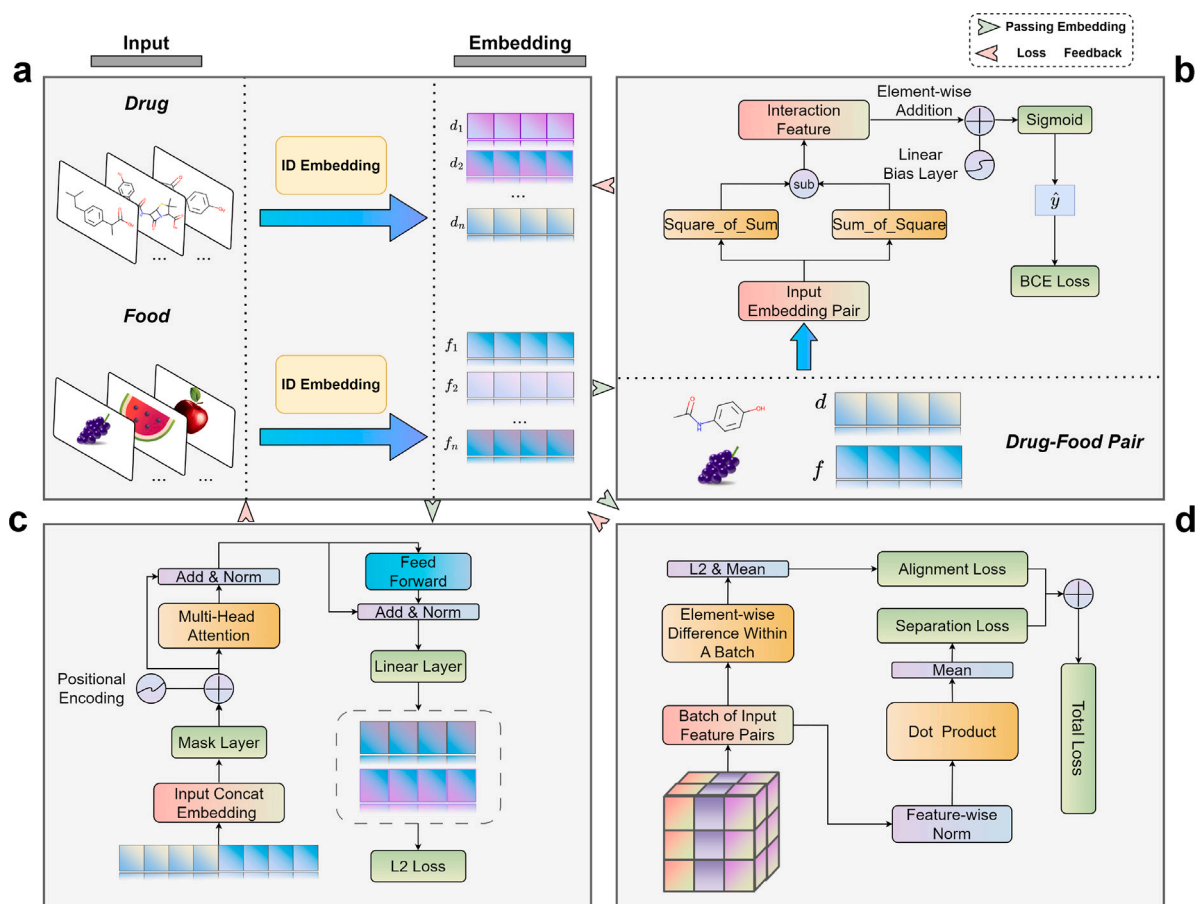 Input
Embedding
Passing Embedding
Loss Feedback
a
Drug
ID Embedding
... ...
d1
d2
...
dn
Food
ID Embedding
... ...
f1
f2
...
fn
b
Interaction
Feature
Element-wise
Addition
Sigmoid
Linear
Bias Layer
sub
ŷ
Square_of_Sum
Sum_of_Square
BCE Loss
Input
Embedding Pair
d
f
Drug-Food Pair
c
Add & Norm
Multi-Head
Attention
Positional
Encoding
Mask Layer
Input Concat
Embedding
Feed
Forward
Add & Norm
Linear Layer
L2 Loss
d
L2 & Mean
Alignment Loss
Element-wise
Difference Within
A Batch
Separation Loss
Mean
Batch of Input
Feature Pairs
Dot Product
Total Loss
Feature-wise
Norm